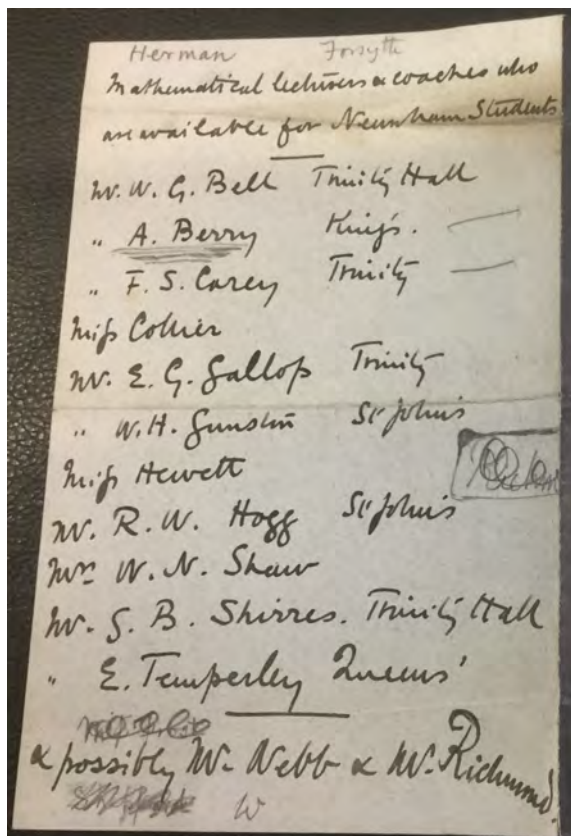 Herman Forsyth
Mathematical lecturers & coaches who
are available for Newnham Students
Mr. W. G. Bell Trinity Hall
" A. Berry King's.
" F. S. Carey Trinity
Miss Collier
Mr. E. G. Gallop Trinity
" W. H. Gunston St John's
Miss Hewett
Mr. R. W. Hogg St John's
Mrs W. N. Shaw
Mr. G. B. Shirres. Trinity Hall
" E. Temperley Queens'
& possibly Mr. Webb & Mr. Richmond.
W